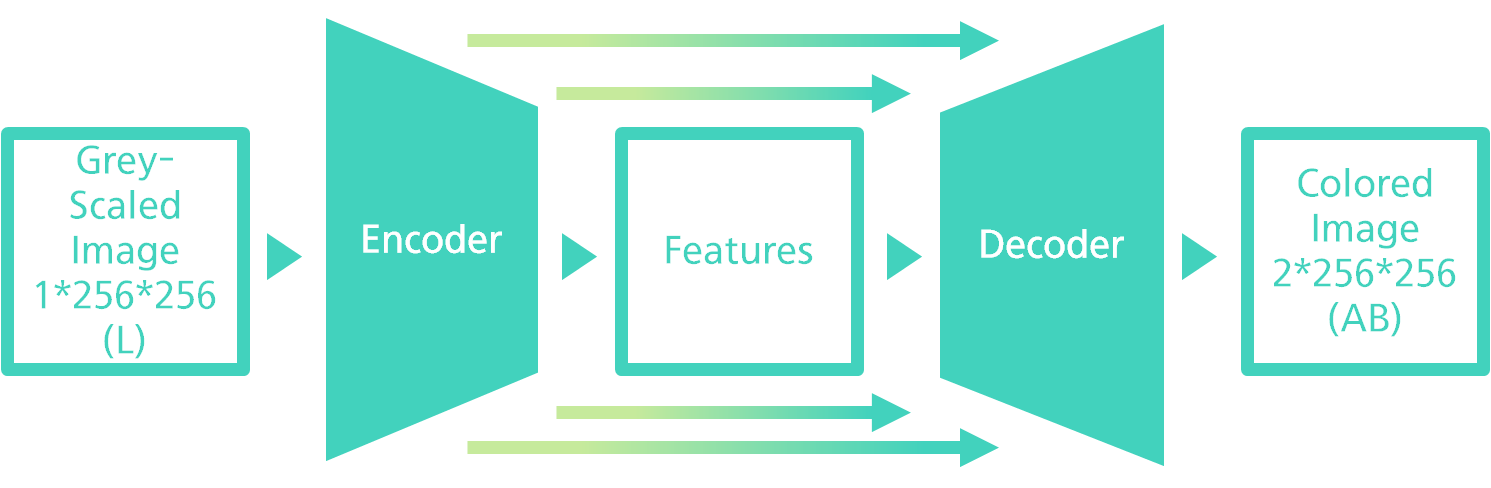 Grey-
Scaled
Image
1*256*256
(L)
Encoder
Features
Decoder
Colored
Image
2*256*256
(AB)